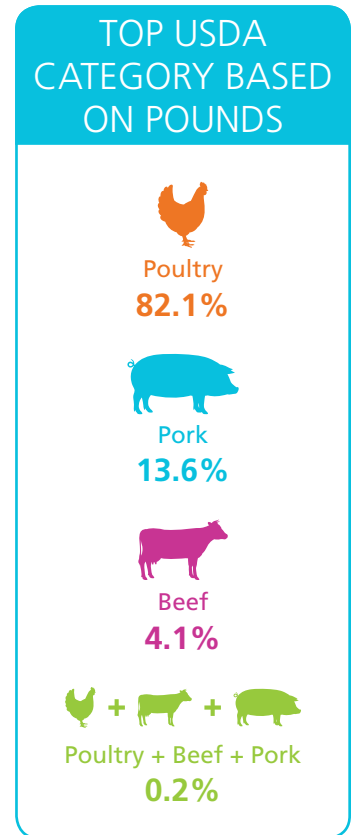 TOP USDA
CATEGORY BASED
ON POUNDS
Poultry
82.1%
Pork
13.6%
Beef
4.1%
+ +
Poultry + Beef + Pork
0.2%